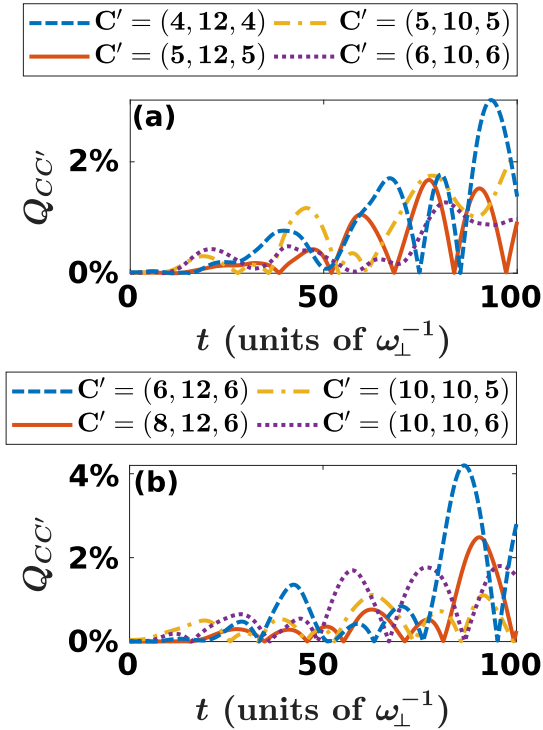 C′ = (4, 12, 4) C′ = (5, 10, 5)
C′ = (5, 12, 5) C′ = (6, 10, 6)
(a)
2%
0%
Q_{CC′}
0 50 100
t (units of ω_⊥^{−1})
C′ = (6, 12, 6) C′ = (10, 10, 5)
C′ = (8, 12, 6) C′ = (10, 10, 6)
(b)
4%
2%
0%
Q_{CC′}
0 50 100
t (units of ω_⊥^{−1})